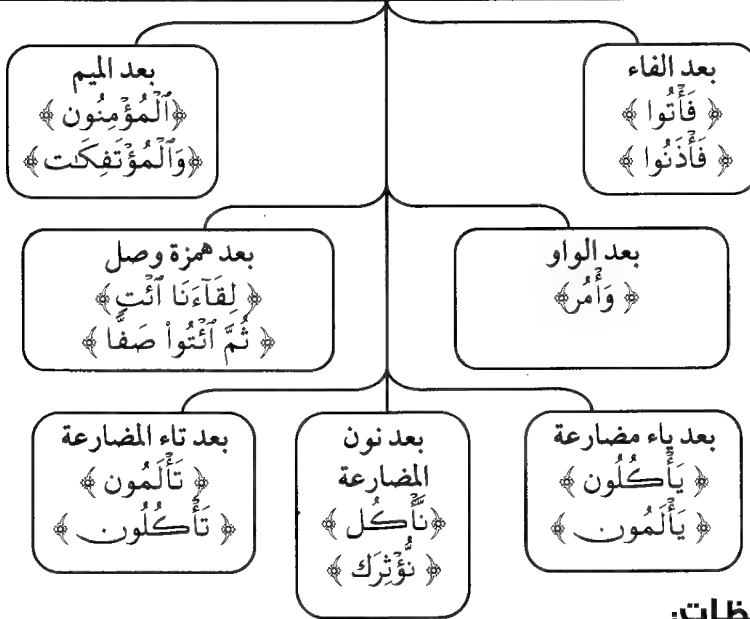 بعد الفاء
﴿ فَأْتُوا ﴾
﴿ فَأْذَنُوا ﴾
بعد الميم
﴿ٱلْمُؤْمِنُون ﴾
﴿وَٱلْمُؤْتَفِكَٰت ﴾
بعد الواو
﴿ وَأْمُر﴾
بعد همزة وصل
﴿ لِقَآءَنَا ٱئْتِ﴾
﴿ ثُمَّ ٱئْتُوا۟ صَفًّا ﴾
بعد ياء مضارعة
﴿ يَأْكُلُون ﴾
﴿ يَأْلَمُون ﴾
بعد نون
المضارعة
﴿نَّأْكُل ﴾
﴿ نُّؤْثِرَك ﴾
بعد تاء المضارعة
﴿ تَأْلَمُون ﴾
﴿ تَأْكُلُون ﴾